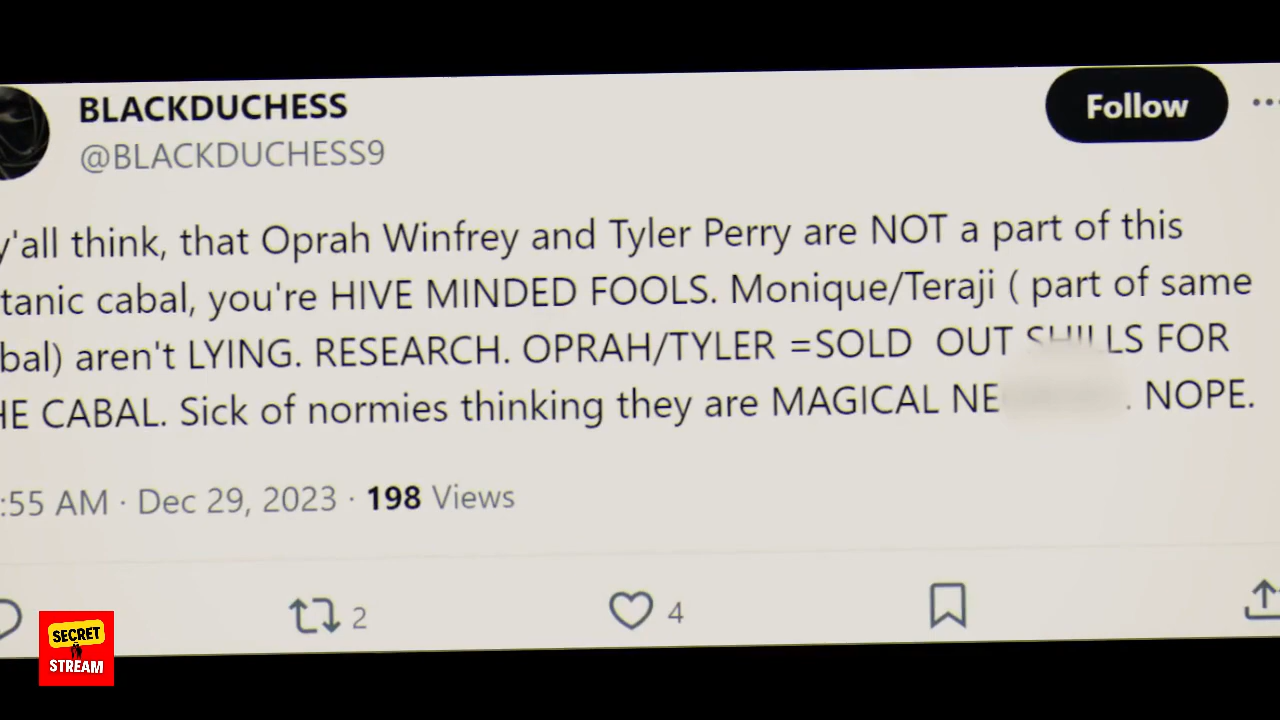 BLACKDUCHESS
@BLACKDUCHESS9
Follow
y'all think, that Oprah Winfrey and Tyler Perry are NOT a part of this
tanic cabal, you're HIVE MINDED FOOLS. Monique/Teraji ( part of same
bal) aren't LYING. RESEARCH. OPRAH/TYLER =SOLD OUT SHILLS FOR
HE CABAL. Sick of normies thinking they are MAGICAL NE . NOPE.
:55 AM · Dec 29, 2023 · 198 Views
2
4
SECRET
STREAM